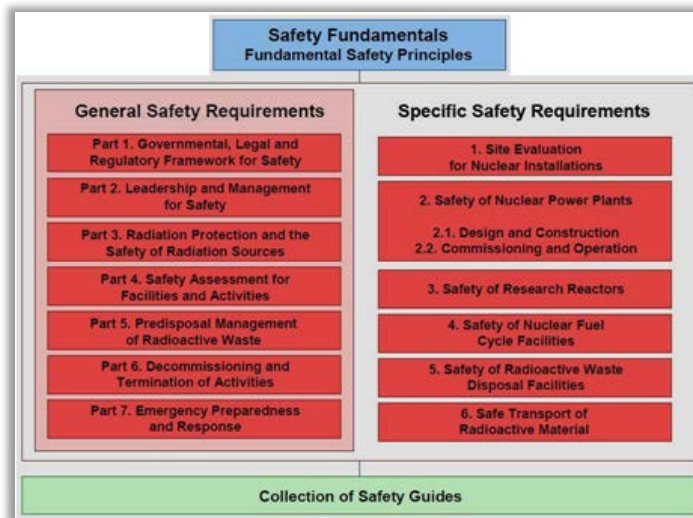 Safety Fundamentals
Fundamental Safety Principles
General Safety Requirements
Part 1. Governmental, Legal and
Regulatory Framework for Safety
Part 2. Leadership and Management
for Safety
Part 3. Radiation Protection and the
Safety of Radiation Sources
Part 4. Safety Assessment for
Facilities and Activities
Part 5. Predisposal Management
of Radioactive Waste
Part 6. Decommissioning and
Termination of Activities
Part 7. Emergency Preparedness
and Response
Specific Safety Requirements
1. Site Evaluation
for Nuclear Installations
2. Safety of Nuclear Power Plants
2.1. Design and Construction
2.2. Commissioning and Operation
3. Safety of Research Reactors
4. Safety of Nuclear Fuel
Cycle Facilities
5. Safety of Radioactive Waste
Disposal Facilities
6. Safe Transport of
Radioactive Material
Collection of Safety Guides